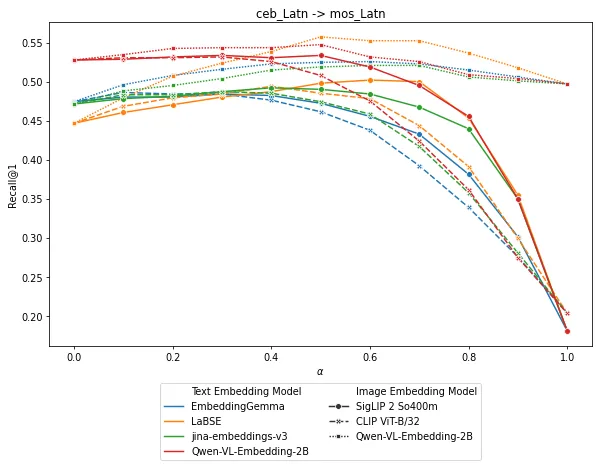 ceb_Latn -> mos_Latn
Recall@1
0.55
0.50
0.45
0.40
0.35
0.30
0.25
0.20
0.0 0.2 0.4 0.6 0.8 1.0
α
Text Embedding Model Image Embedding Model
EmbeddingGemma SigLIP 2 So400m
LaBSE CLIP ViT-B/32
jina-embeddings-v3 Qwen-VL-Embedding-2B
Qwen-VL-Embedding-2B